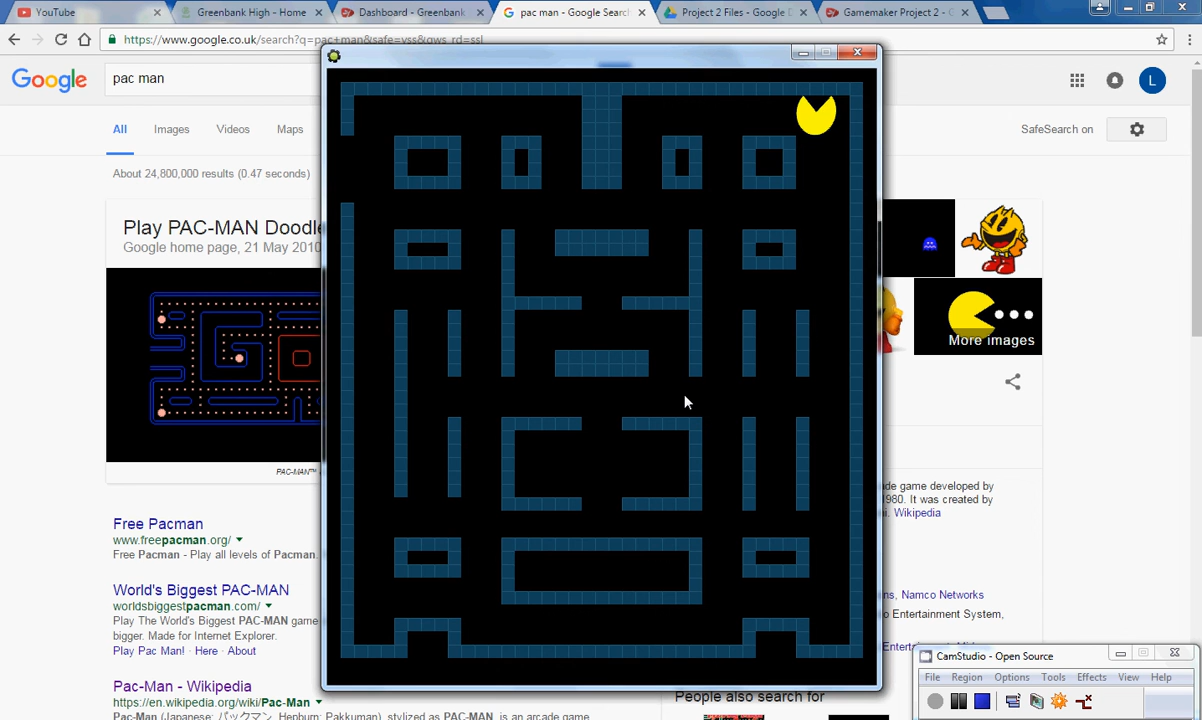 YouTube
Greenbank High - Home
Dashboard - Greenbank
pac man - Google Search
Project 2 Files - Google D
Gamemaker Project 2 - G
https://www.google.co.uk/search?q=pac+man&safe=vss&gws_rd=ssl
Google
pac man
L
All
Images
Videos
Maps
SafeSearch on
About 24,800,000 results (0.47 seconds)
Play PAC-MAN Doodle
Google home page, 21 May 2010
More images
PAC-MAN™
ade game developed by
980. It was created by
ni. Wikipedia
Free Pacman
www.freepacman.org/
Free Pacman - Play all levels of Pacman.
World's Biggest PAC-MAN
worldsbiggestpacman.com/
Play The World's Biggest PAC-MAN game
bigger. Made for Internet Explorer.
Play Pac Man! · Here · About
ns, Namco Networks
o Entertainment System,
CamStudio - Open Source
File Region Options Tools Effects View Help
Pac-Man - Wikipedia
https://en.wikipedia.org/wiki/Pac-Man
Pac-Man (Japanese: パックマン Hepburn: Pakkuman), stylized as PAC-MAN, is an arcade game
People also search for